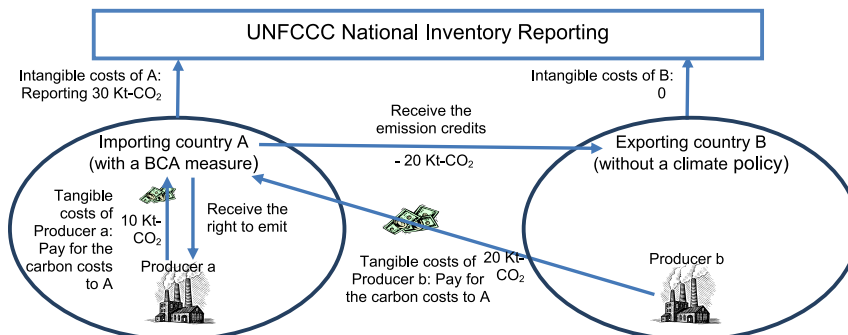 UNFCCC National Inventory Reporting
Intangible costs of A:
Reporting 30 Kt-CO₂
Intangible costs of B:
0
Receive the
emission credits
- 20 Kt-CO₂
Importing country A
(with a BCA measure)
Exporting country B
(without a climate policy)
Tangible
costs of
Producer a:
Pay for the
carbon costs
to A
10 Kt-
CO₂
Receive the
right to emit
Producer a
Tangible costs of
Producer b: Pay for
the carbon costs to A
20 Kt-
CO₂
Producer b